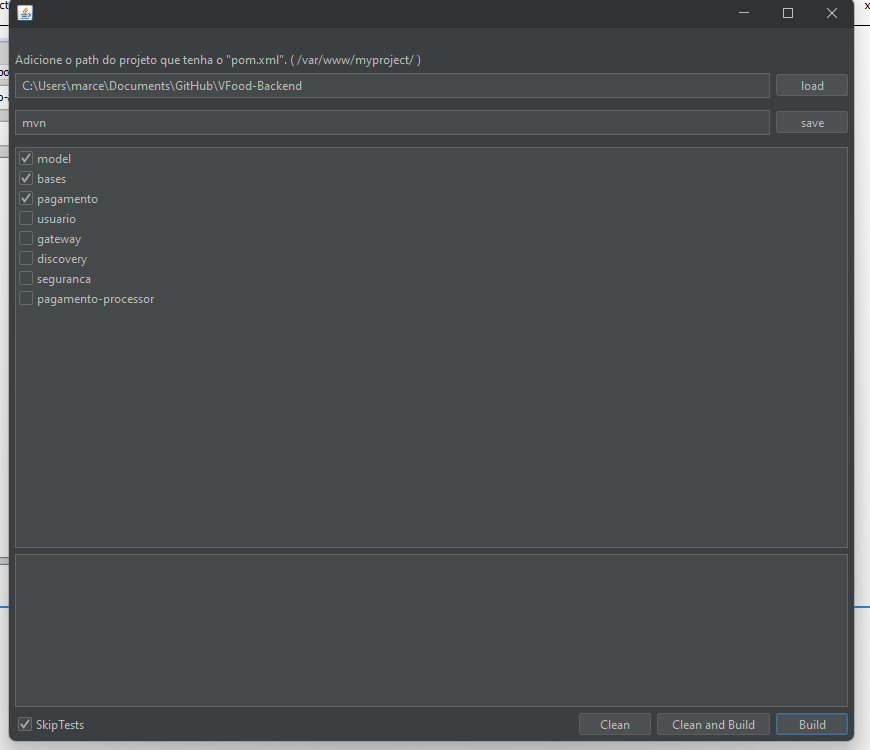 Adicione o path do projeto que tenha o "pom.xml". ( /var/www/myproject/ )
C:\Users\marce\Documents\GitHub\VFood-Backend
load
mvn
save
model
bases
pagamento
usuario
gateway
discovery
seguranca
pagamento-processor
SkipTests
Clean
Clean and Build
Build